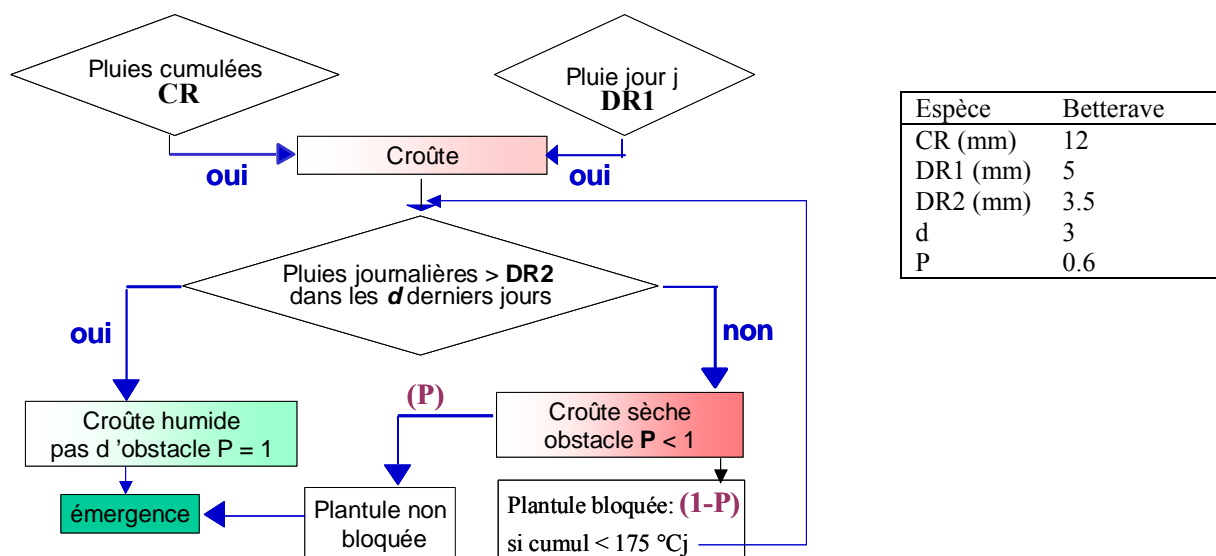 Pluies cumulées
CR
Pluie jour j
DR1
oui
Croûte
oui
Pluies journalières > DR2
dans les d derniers jours
oui
non
(P)
Croûte humide
pas d ’obstacle P = 1
Croûte sèche
obstacle P < 1
émergence
Plantule non
bloquée
Plantule bloquée: (1-P)
si cumul < 175 °Cj
Espèce Betterave
CR (mm) 12
DR1 (mm) 5
DR2 (mm) 3.5
d 3
P 0.6